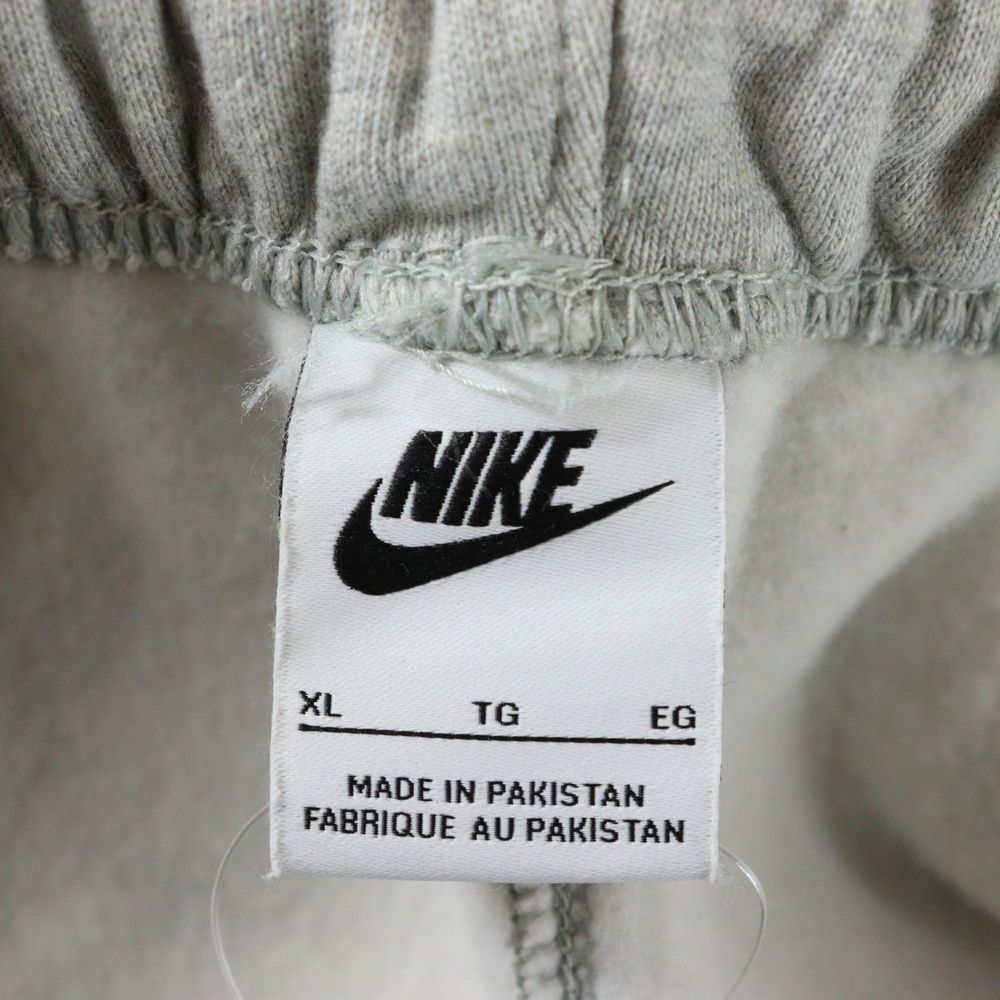 NIKE
XL TG EG
MADE IN PAKISTAN
FABRIQUE AU PAKISTAN